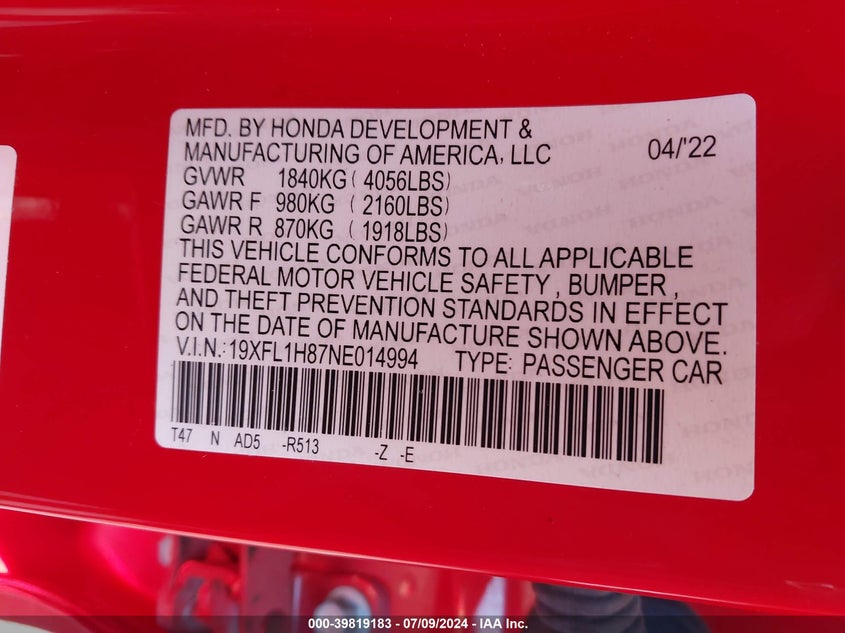 MFD. BY HONDA DEVELOPMENT &
MANUFACTURING OF AMERICA, LLC 04/'22
GVWR 1840KG ( 4056LBS)
GAWR F 980KG ( 2160LBS)
GAWR R 870KG ( 1918LBS)
THIS VEHICLE CONFORMS TO ALL APPLICABLE
FEDERAL MOTOR VEHICLE SAFETY , BUMPER ,
AND THEFT PREVENTION STANDARDS IN EFFECT
ON THE DATE OF MANUFACTURE SHOWN ABOVE.
V.I.N.:19XFL1H87NE014994 TYPE: PASSENGER CAR
T47 N AD5 -R513 -Z -E
000-39819183 / 07/09/2024 - IAA Inc.